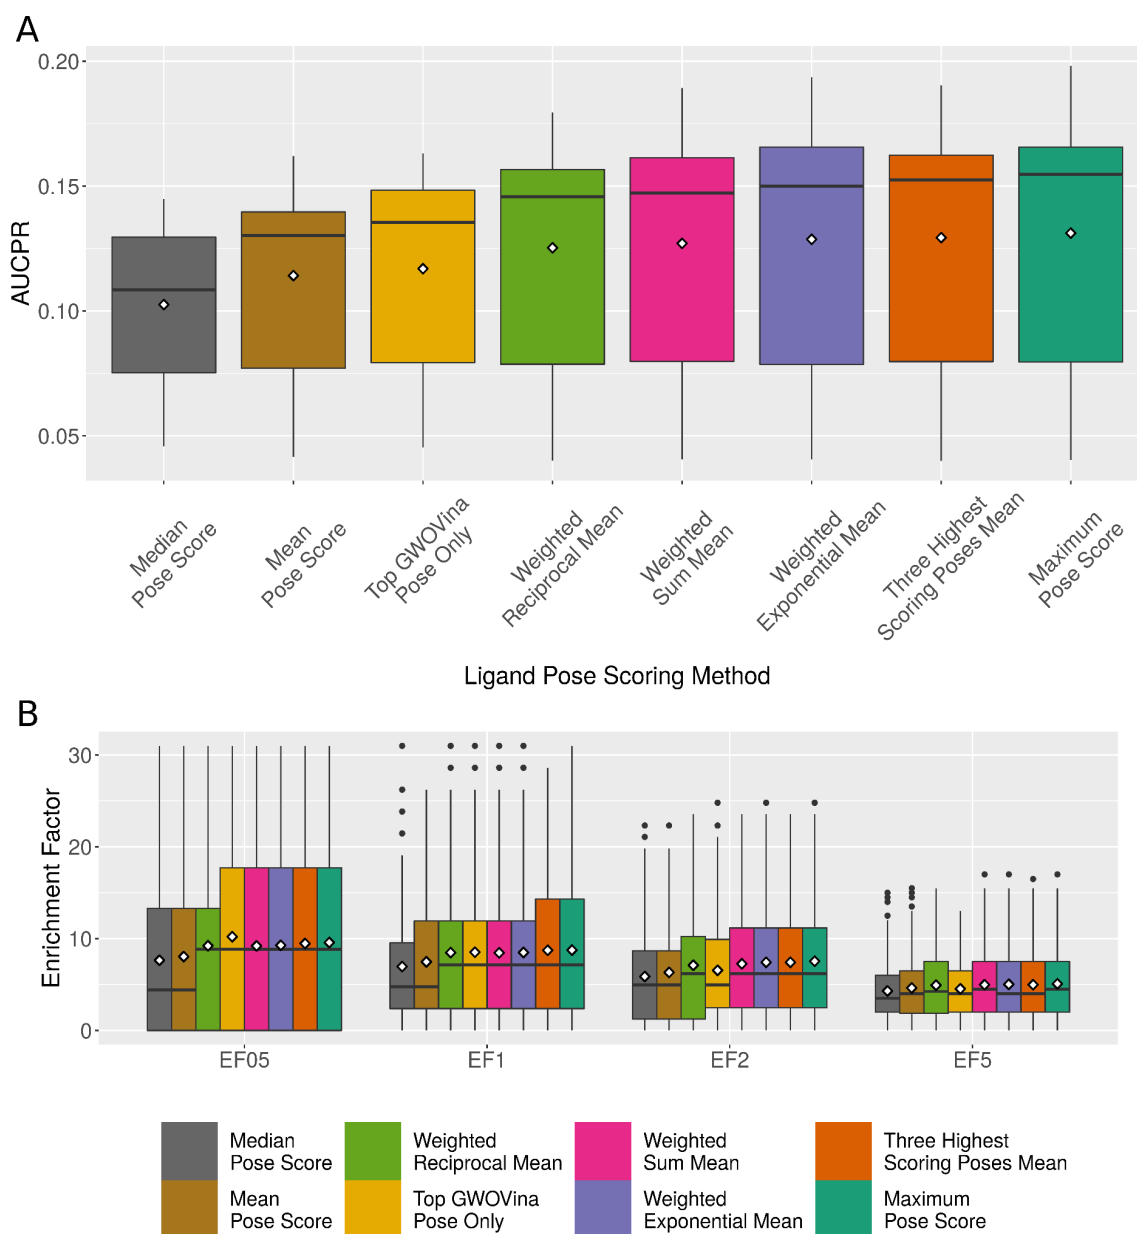 A
0.20
0.15
0.10
0.05
AUCPR
Median
Pose Score
Mean
Pose Score
Top GWOVina
Pose Only
Weighted
Reciprocal Mean
Weighted
Sum Mean
Weighted
Exponential Mean
Three Highest
Scoring Poses Mean
Maximum
Pose Score
Ligand Pose Scoring Method
B
30
20
10
0
Enrichment Factor
EF05
EF1
EF2
EF5
Median
Pose Score
Weighted
Reciprocal Mean
Weighted
Sum Mean
Three Highest
Scoring Poses Mean
Mean
Pose Score
Top GWOVina
Pose Only
Weighted
Exponential Mean
Maximum
Pose Score